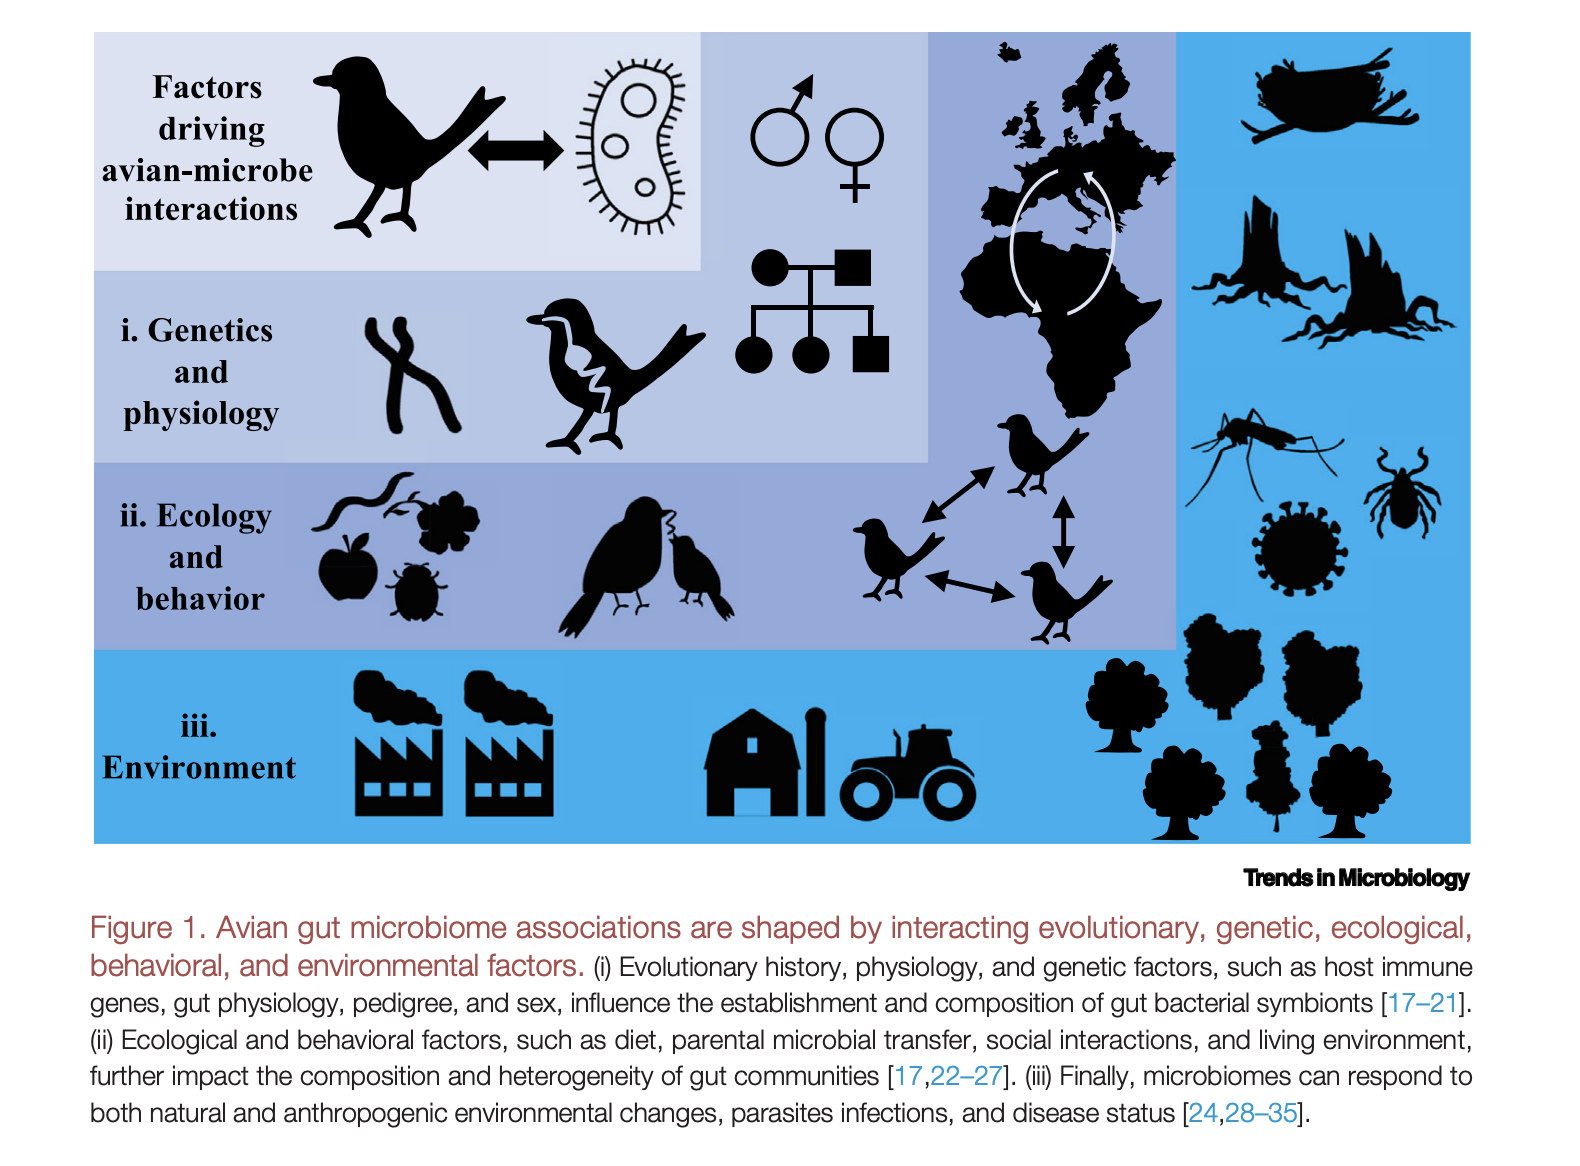 Factors
driving
avian-microbe
interactions
i. Genetics
and
physiology
ii. Ecology
and
behavior
iii.
Environment
Trends in Microbiology
Figure 1. Avian gut microbiome associations are shaped by interacting evolutionary, genetic, ecological,
behavioral, and environmental factors. (i) Evolutionary history, physiology, and genetic factors, such as host immune
genes, gut physiology, pedigree, and sex, influence the establishment and composition of gut bacterial symbionts [17–21].
(ii) Ecological and behavioral factors, such as diet, parental microbial transfer, social interactions, and living environment,
further impact the composition and heterogeneity of gut communities [17,22–27]. (iii) Finally, microbiomes can respond to
both natural and anthropogenic environmental changes, parasites infections, and disease status [24,28–35].